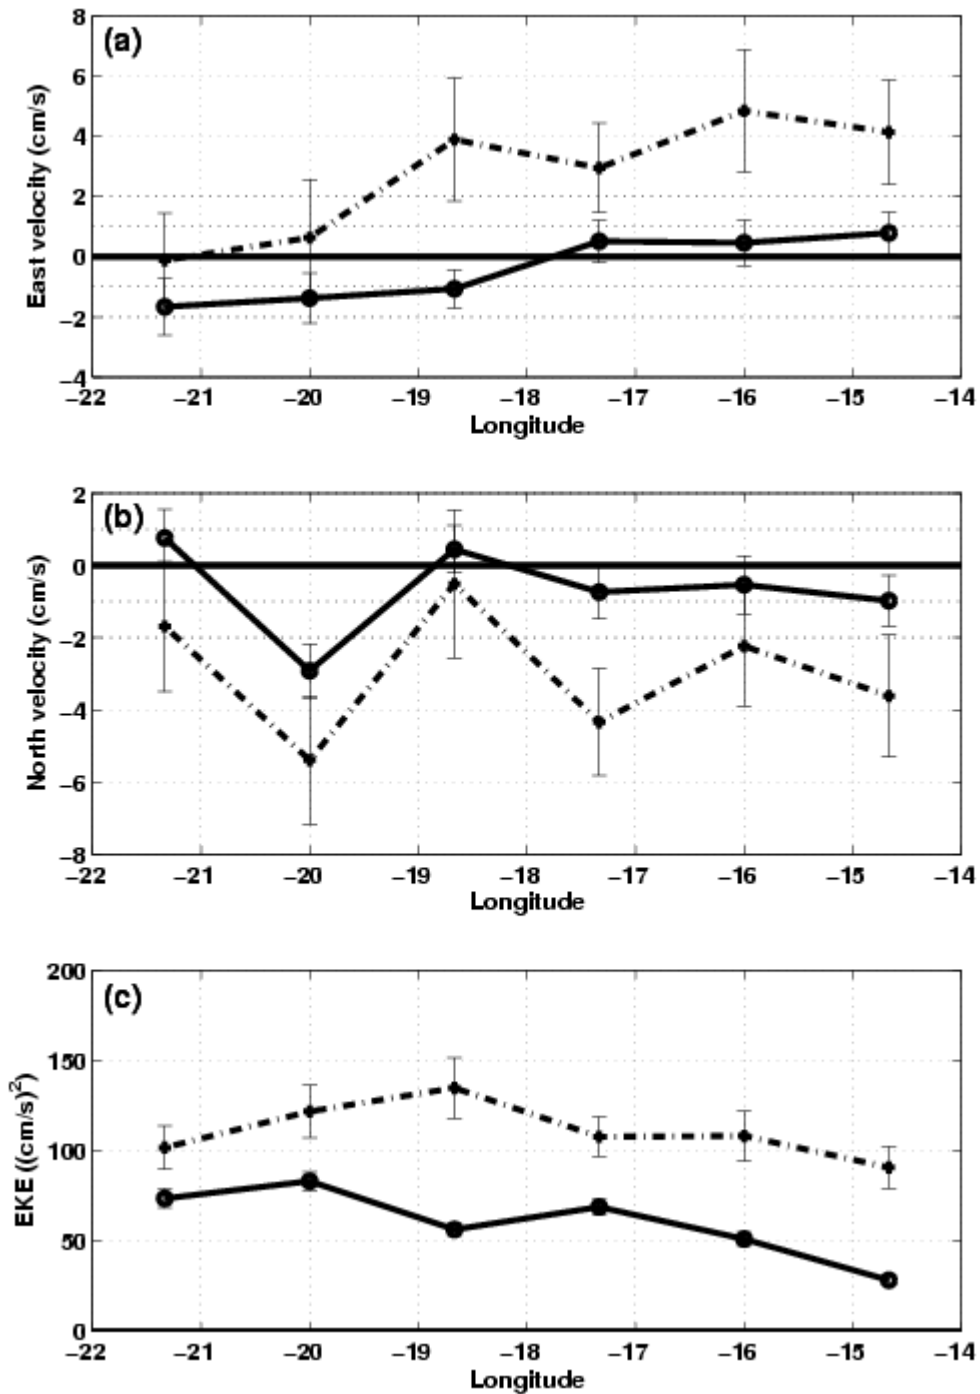 (a)
East velocity (cm/s)
8
6
4
2
0
−2
−4
−22 −21 −20 −19 −18 −17 −16 −15 −14
Longitude
(b)
North velocity (cm/s)
2
0
−2
−4
−6
−8
−22 −21 −20 −19 −18 −17 −16 −15 −14
Longitude
(c)
EKE ((cm/s)²)
200
150
100
50
0
−22 −21 −20 −19 −18 −17 −16 −15 −14
Longitude